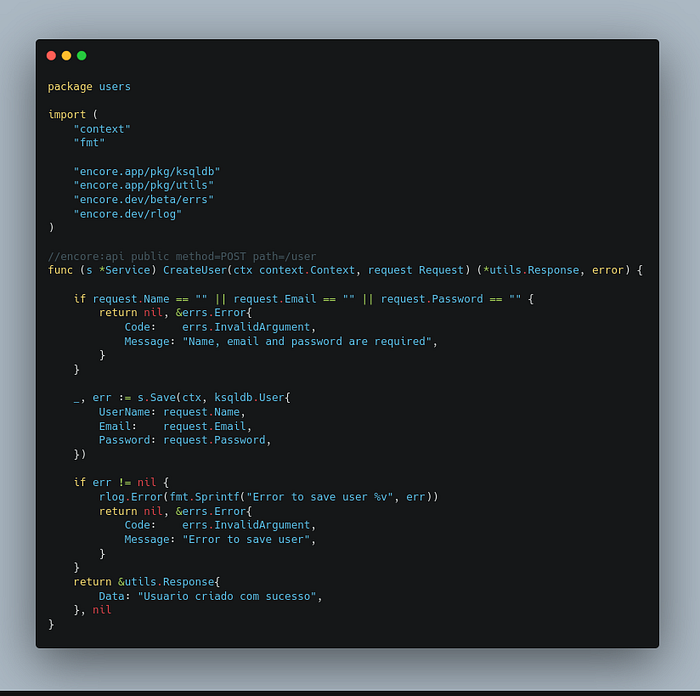 package users
import (
    "context"
    "fmt"
    "encore.app/pkg/ksqldb"
    "encore.app/pkg/utils"
    "encore.dev/beta/errs"
    "encore.dev/rlog"
)
//encore:api public method=POST path=/user
func (s *Service) CreateUser(ctx context.Context, request Request) (*utils.Response, error) {
    if request.Name == "" || request.Email == "" || request.Password == "" {
        return nil, &errs.Error{
            Code:    errs.InvalidArgument,
            Message: "Name, email and password are required",
        }
    }
    _, err := s.Save(ctx, ksqldb.User{
        UserName: request.Name,
        Email:    request.Email,
        Password: request.Password,
    })
    if err != nil {
        rlog.Error(fmt.Sprintf("Error to save user %v", err))
        return nil, &errs.Error{
            Code:    errs.InvalidArgument,
            Message: "Error to save user",
        }
    }
    return &utils.Response{
        Data: "Usuario criado com sucesso",
    }, nil
}